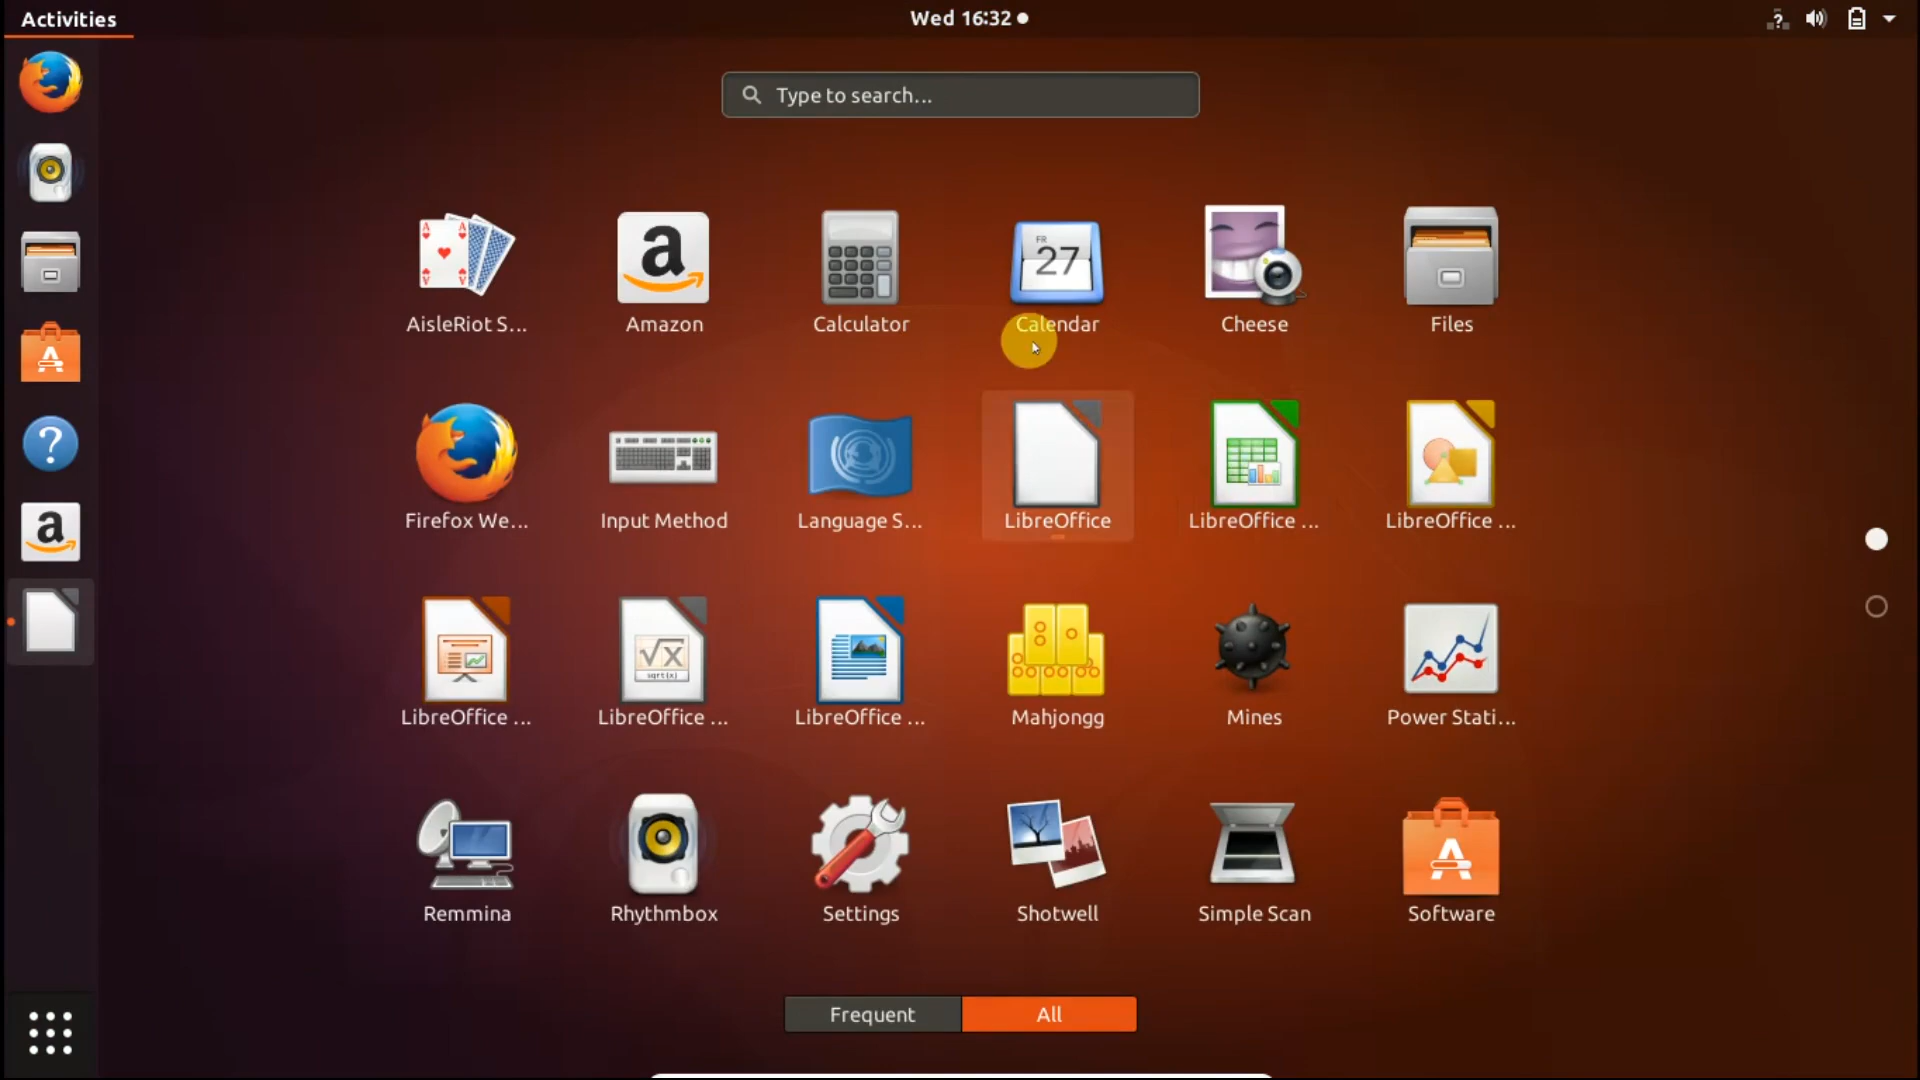 Activities
Wed 16:32
?
Type to search...
AisleRiot S...
Amazon
Calculator
FR
27
Calendar
Cheese
Files
Firefox We...
Input Method
Language S...
LibreOffice
LibreOffice ...
LibreOffice ...
LibreOffice ...
√x
sqrt(x)
LibreOffice ...
LibreOffice ...
Mahjongg
Mines
Power Stati...
Remmina
Rhythmbox
Settings
Shotwell
Simple Scan
Software
Frequent
All